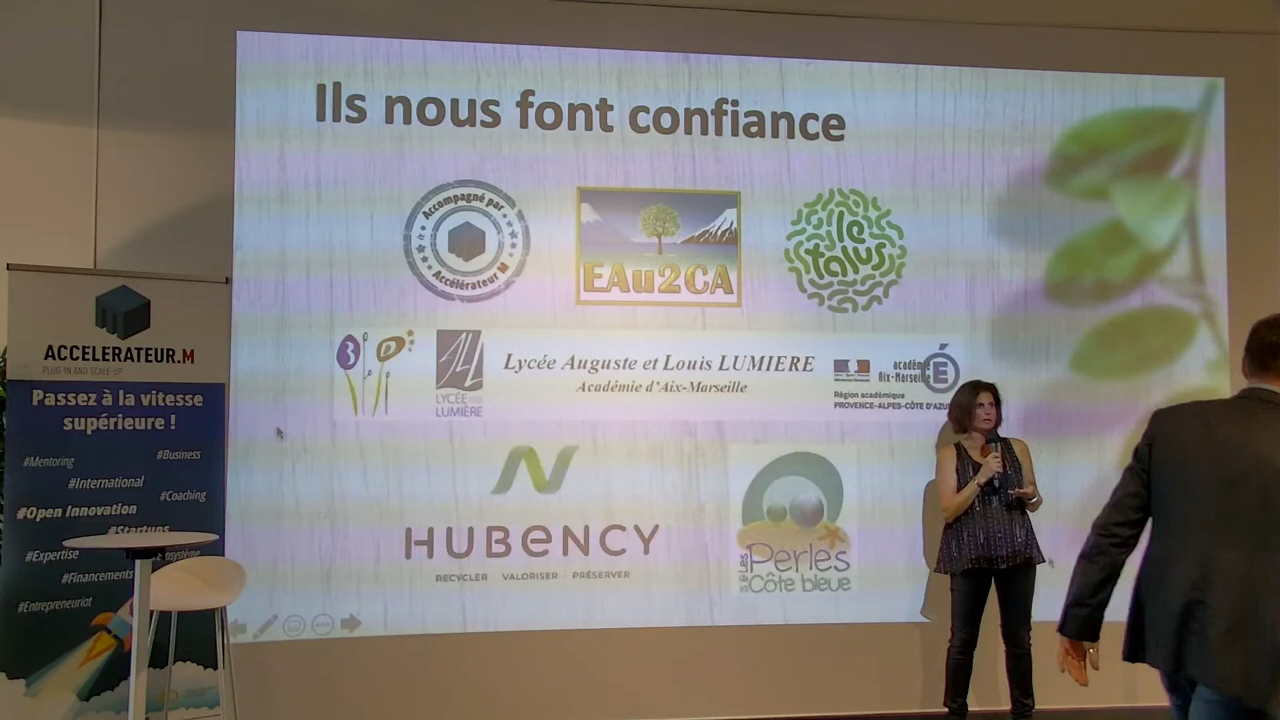 Ils nous font confiance
Accompagné par
Accélérateur M
EAu2CA
le
talus
3 D
LYCÉE
LUMIÈRE
Lycée Auguste et Louis LUMIERE
Académie d'Aix-Marseille
académie
Aix-Marseille
É
Région académique
PROVENCE-ALPES-CÔTE D'AZU
HUBENCY
RECYCLER VALORISER PRÉSERVER
Les
Perles
Côte bleue
ACCELERATEUR.M
PLUG-IN AND SCALE-UP
Passez à la vitesse
supérieure !
#Mentoring
#Business
#International
#Coaching
#Open Innovation
#Startups
#Expertise
#Financements
#Entrepreneuriat